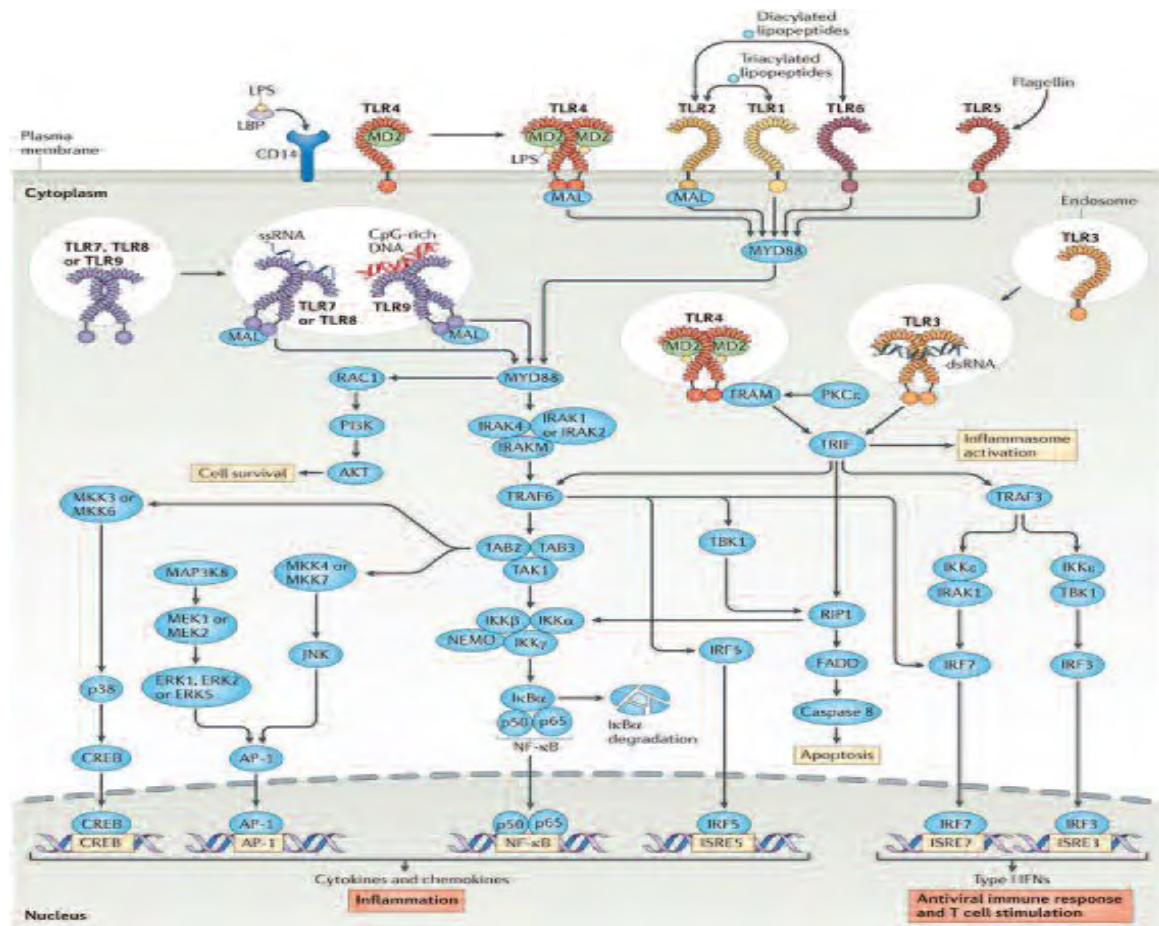 Diacylated
lipopeptides
Triacylated
lipopeptides
LPS
LBP
CD14
TLR4
MD2
TLR4
MD2 MD2
LPS
TLR2
TLR1
TLR6
TLR5
Flagellin
Plasma
membrane
Cytoplasm
MAL
MAL
MYD88
Endosome
TLR3
TLR7, TLR8
or TLR9
ssRNA
CpG-rich
DNA
TLR7
or TLR8
TLR9
MAL
MAL
TLR4
MD2 MD2
TLR3
dsRNA
RAC1
MYD88
TRAM
PKCε
PI3K
IRAK4
IRAK1
or IRAK2
IRAKM
TRIF
Inflammasome
activation
Cell survival
AKT
MKK3 or
MKK6
TRAF6
TRAF3
TAB2
TAB3
TAK1
TBK1
MAP3K8
MKK4 or
MKK7
IKKε
IRAK1
IKKε
TBK1
MEK1 or
MEK2
IKKβ
IKKα
NEMO
IKKγ
RIP1
JNK
IRF5
FADD
IRF7
IRF3
p38
ERK1, ERK2
or ERK5
IκBα
p50
p65
NF-κB
IκBα
degradation
Caspase 8
Apoptosis
CREB
AP-1
CREB
CREB
AP-1
AP-1
p50
p65
NF-κB
IRF5
ISRE5
IRF7
ISRE7
IRF3
ISRE3
Cytokines and chemokines
Inflammation
Type I IFNs
Antiviral immune response
and T cell stimulation
Nucleus